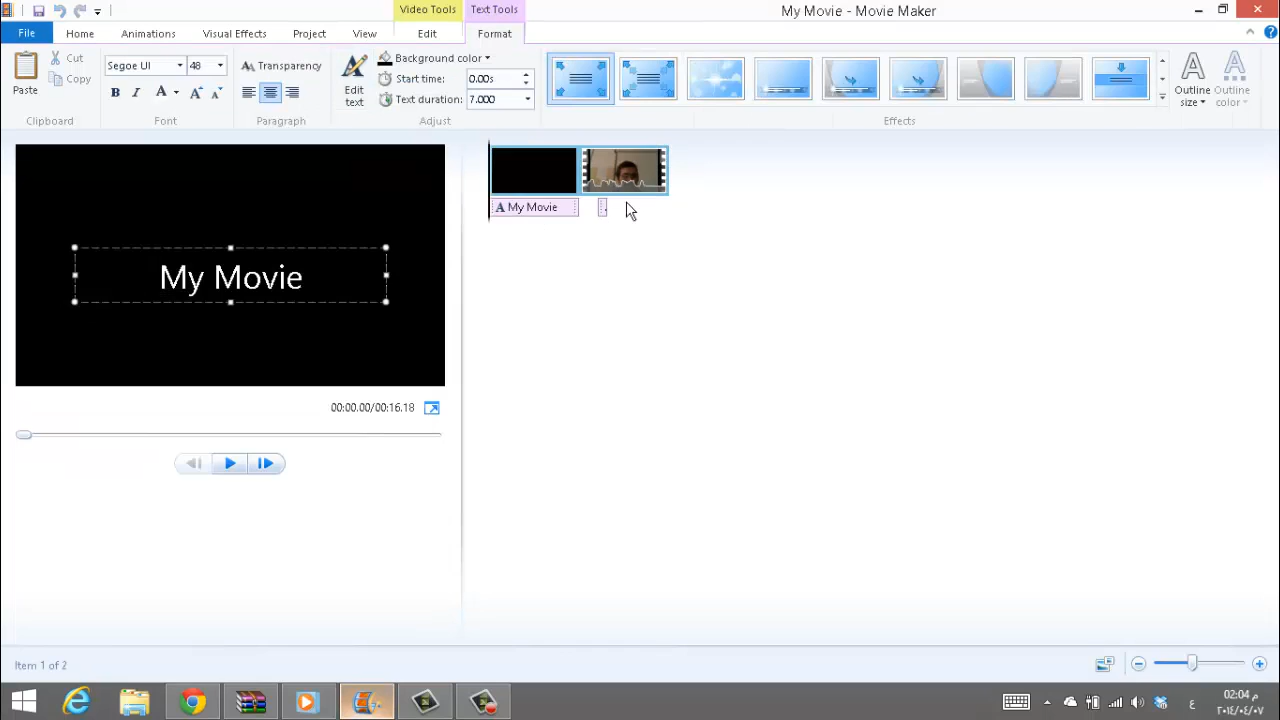 Video Tools
Text Tools
My Movie - Movie Maker
File
Home
Animations
Visual Effects
Project
View
Edit
Format
Paste
Cut
Copy
Clipboard
Segoe UI
48
B I A A A
Font
Transparency
Paragraph
Edit
text
Background color
Start time:
0.00s
Text duration:
7.000
Adjust
Effects
Outline
size
Outline
color
A My Movie
My Movie
00:00.00/00:16.18
Item 1 of 2
ع
02:04 م
٢٠١٤/٠٤/٠٧